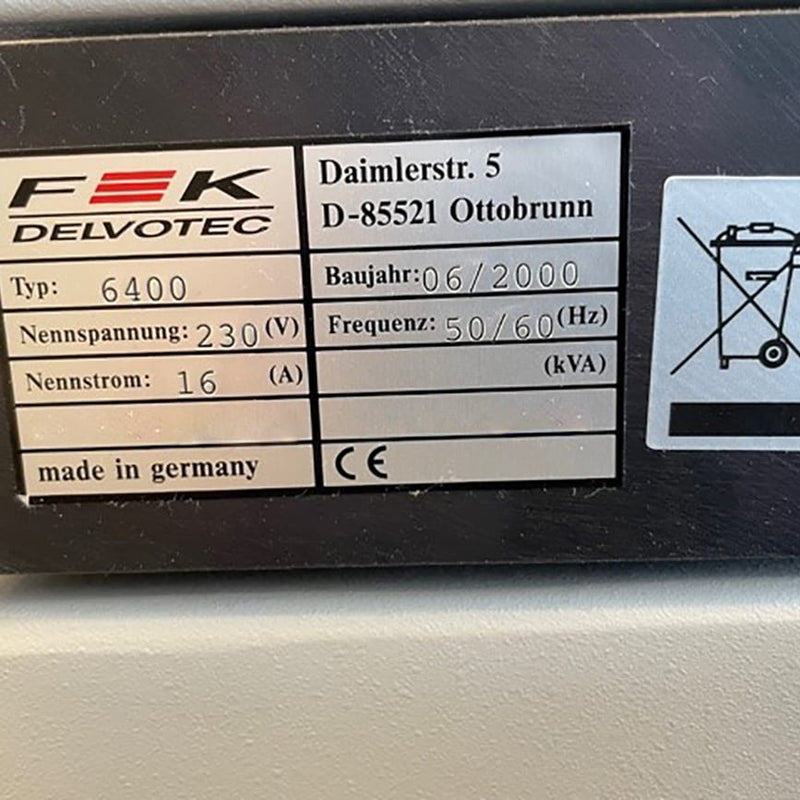 F≡K
DELVOTEC
Daimlerstr. 5
D-85521 Ottobrunn
Typ: 6400
Baujahr: 06/2000
Nennspannung: 230 (V)
Frequenz: 50/60 (Hz)
Nennstrom: 16 (A)
(kVA)
made in germany
CE